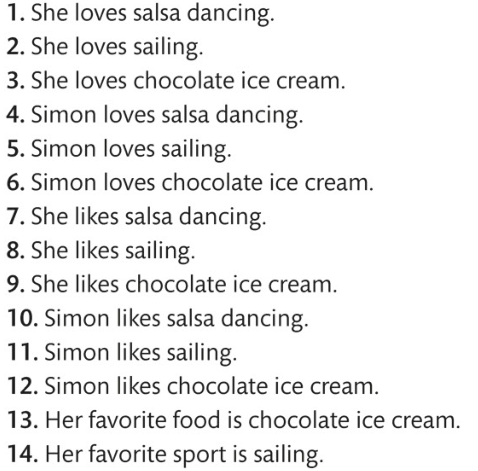 1. She loves salsa dancing.
2. She loves sailing.
3. She loves chocolate ice cream.
4. Simon loves salsa dancing.
5. Simon loves sailing.
6. Simon loves chocolate ice cream.
7. She likes salsa dancing.
8. She likes sailing.
9. She likes chocolate ice cream.
10. Simon likes salsa dancing.
11. Simon likes sailing.
12. Simon likes chocolate ice cream.
13. Her favorite food is chocolate ice cream.
14. Her favorite sport is sailing.